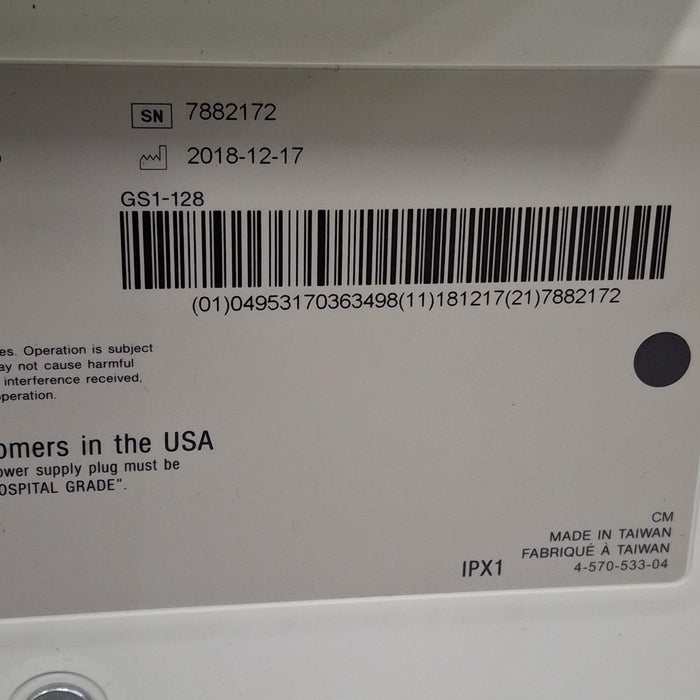 SN 7882172
2018-12-17
GS1-128
(01)04953170363498(11)181217(21)7882172
es. Operation is subject
ay not cause harmful
interference received,
peration.
omers in the USA
ower supply plug must be
OSPITAL GRADE".
CM
MADE IN TAIWAN
FABRIQUÉ À TAIWAN
IPX1 4-570-533-04